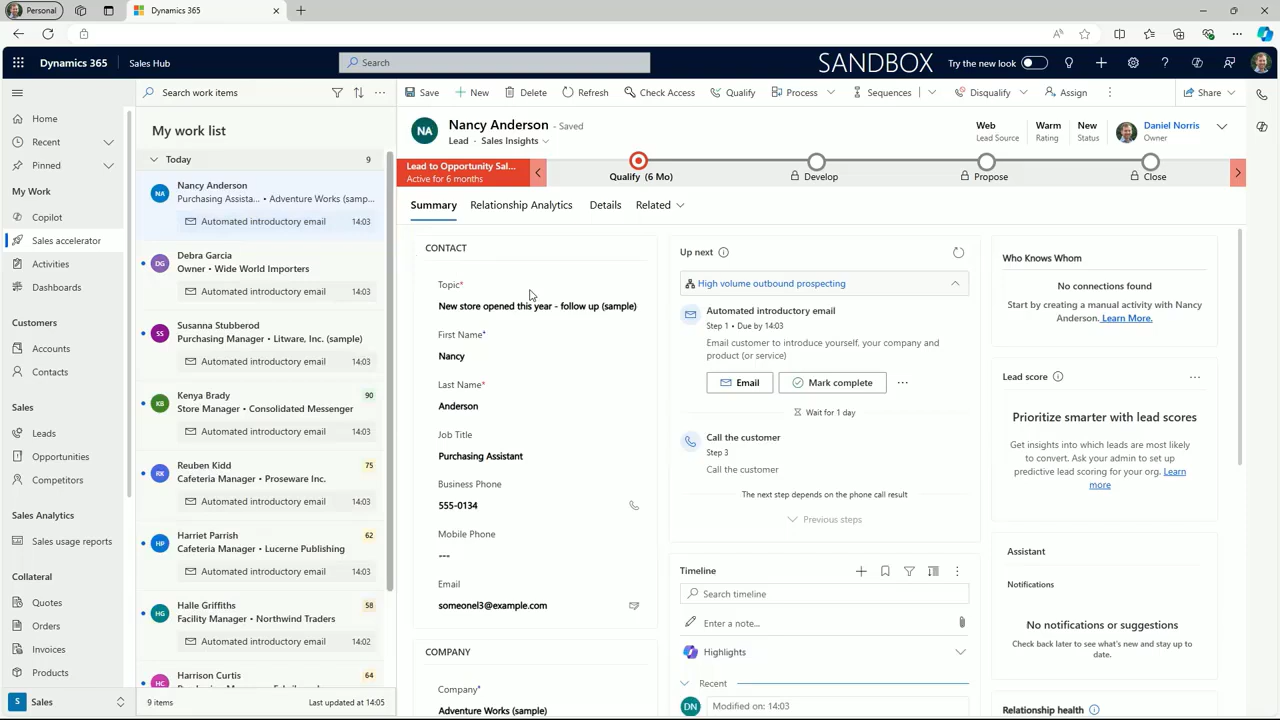 Personal
Dynamics 365
Dynamics 365
Sales Hub
Search
SANDBOX
Try the new look
Home
Recent
Pinned
My Work
Copilot
Sales accelerator
Activities
Dashboards
Customers
Accounts
Contacts
Sales
Leads
Opportunities
Competitors
Sales Analytics
Sales usage reports
Collateral
Quotes
Orders
Invoices
Products
S
Sales
Search work items
My work list
Today
9
NA
Nancy Anderson
Purchasing Assista... • Adventure Works (samp...
Automated introductory email
14:03
DG
Debra Garcia
Owner • Wide World Importers
Automated introductory email
14:03
SS
Susanna Stubberod
Purchasing Manager • Litware, Inc. (sample)
Automated introductory email
14:03
KB
Kenya Brady
90
Store Manager • Consolidated Messenger
Automated introductory email
14:03
RK
Reuben Kidd
75
Cafeteria Manager • Proseware Inc.
Automated introductory email
14:03
HP
Harriet Parrish
62
Cafeteria Manager • Lucerne Publishing
Automated introductory email
14:03
HG
Halle Griffiths
58
Facility Manager • Northwind Traders
Automated introductory email
14:02
HC
Harrison Curtis
64
9 items
Last updated at 14:05
Save
New
Delete
Refresh
Check Access
Qualify
Process
Sequences
Disqualify
Assign
Share
NA
Nancy Anderson - Saved
Lead • Sales Insights
Web
Lead Source
Warm
Rating
New
Status
Daniel Norris
Owner
Lead to Opportunity Sal...
Active for 6 months
Qualify (6 Mo)
Develop
Propose
Close
Summary
Relationship Analytics
Details
Related
CONTACT
Topic*
New store opened this year - follow up (sample)
First Name*
Nancy
Last Name*
Anderson
Job Title
Purchasing Assistant
Business Phone
555-0134
Mobile Phone
---
Email
someonel3@example.com
COMPANY
Company*
Adventure Works (sample)
Up next
High volume outbound prospecting
Automated introductory email
Step 1 • Due by 14:03
Email customer to introduce yourself, your company and
product (or service)
Email
Mark complete
Wait for 1 day
Call the customer
Step 3
Call the customer
The next step depends on the phone call result
Previous steps
Timeline
Search timeline
Enter a note...
Highlights
Recent
DN
Modified on: 14:03
Who Knows Whom
No connections found
Start by creating a manual activity with Nancy
Anderson. Learn More.
Lead score
Prioritize smarter with lead scores
Get insights into which leads are most likely
to convert. Ask your admin to set up
predictive lead scoring for your org. Learn
more
Assistant
Notifications
No notifications or suggestions
Check back later to see what's new and stay up to
date.
Relationship health